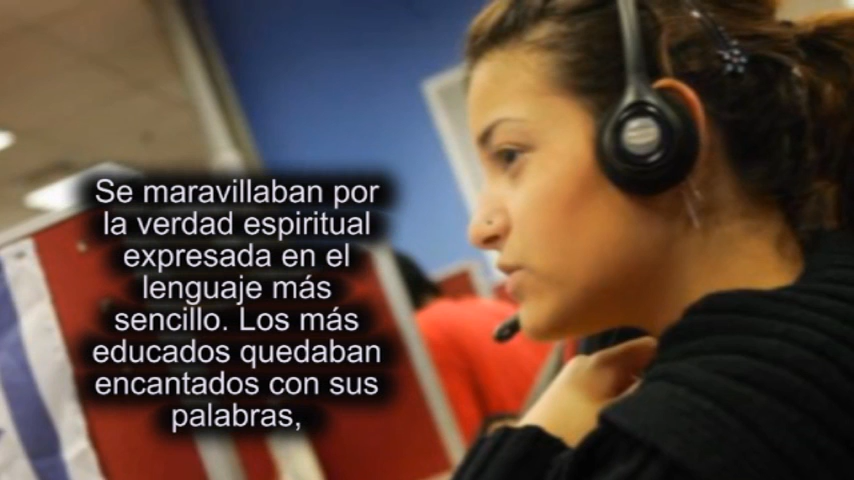 Se maravillaban por
la verdad espiritual
expresada en el
lenguaje más
sencillo. Los más
educados quedaban
encantados con sus
palabras,